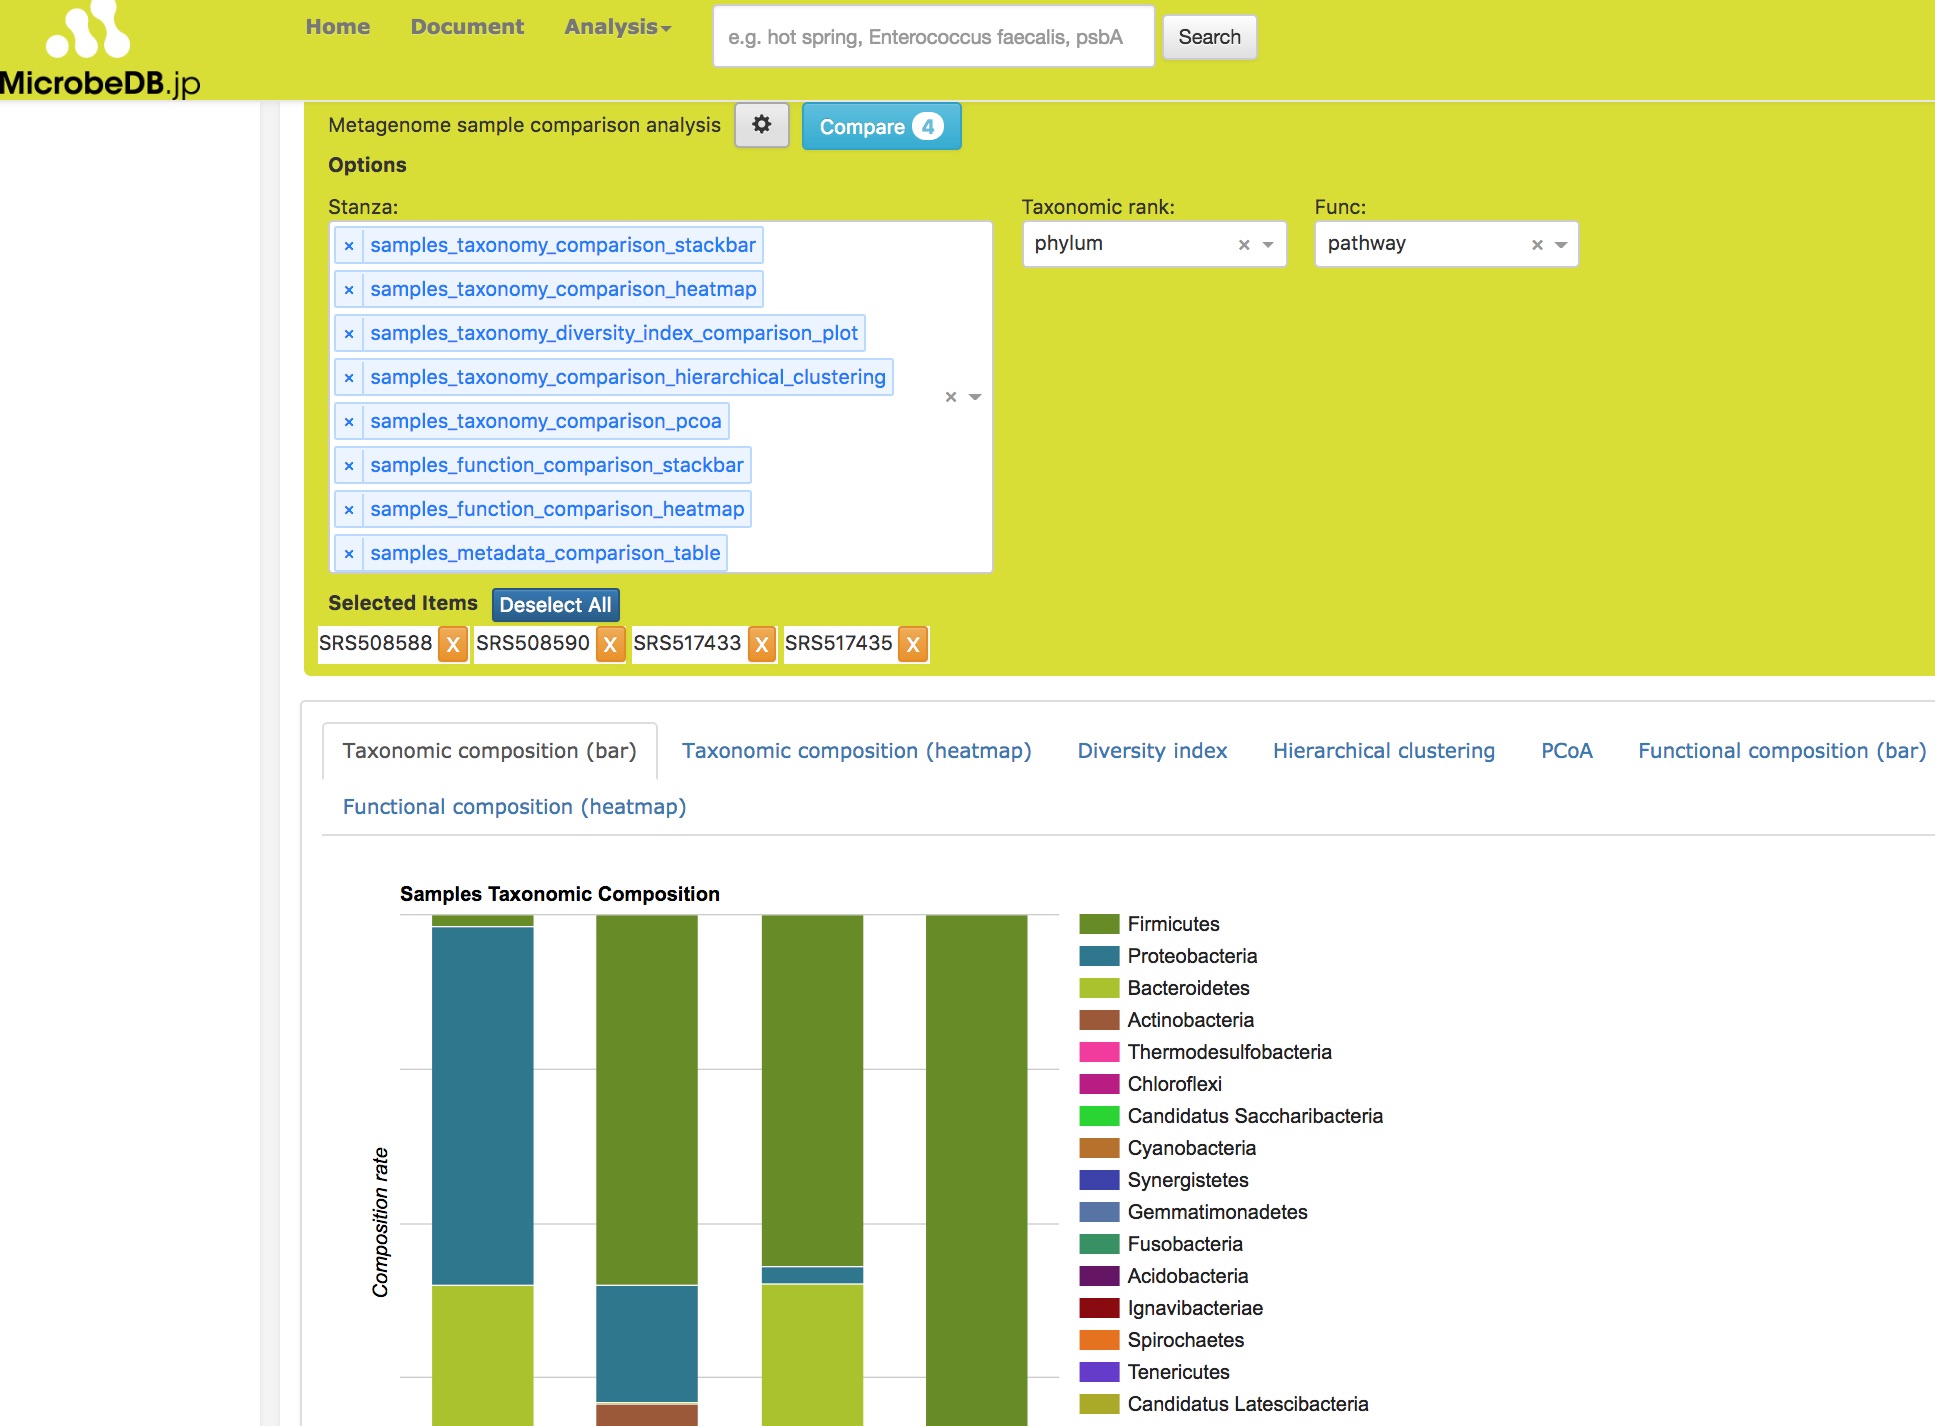 Home Document Analysis
e.g. hot spring, Enterococcus faecalis, psbA
Search
MicrobeDB.jp
Metagenome sample comparison analysis
Compare 4
Options
Stanza:
Taxonomic rank:
Func:
× samples_taxonomy_comparison_stackbar
phylum ×
pathway ×
× samples_taxonomy_comparison_heatmap
× samples_taxonomy_diversity_index_comparison_plot
× samples_taxonomy_comparison_hierarchical_clustering
×
× samples_taxonomy_comparison_pcoa
× samples_function_comparison_stackbar
× samples_function_comparison_heatmap
× samples_metadata_comparison_table
Selected Items Deselect All
SRS508588 X SRS508590 X SRS517433 X SRS517435 X
Taxonomic composition (bar) Taxonomic composition (heatmap) Diversity index Hierarchical clustering PCoA Functional composition (bar)
Functional composition (heatmap)
Samples Taxonomic Composition
Composition rate
Firmicutes
Proteobacteria
Bacteroidetes
Actinobacteria
Thermodesulfobacteria
Chloroflexi
Candidatus Saccharibacteria
Cyanobacteria
Synergistetes
Gemmatimonadetes
Fusobacteria
Acidobacteria
Ignavibacteriae
Spirochaetes
Tenericutes
Candidatus Latescibacteria